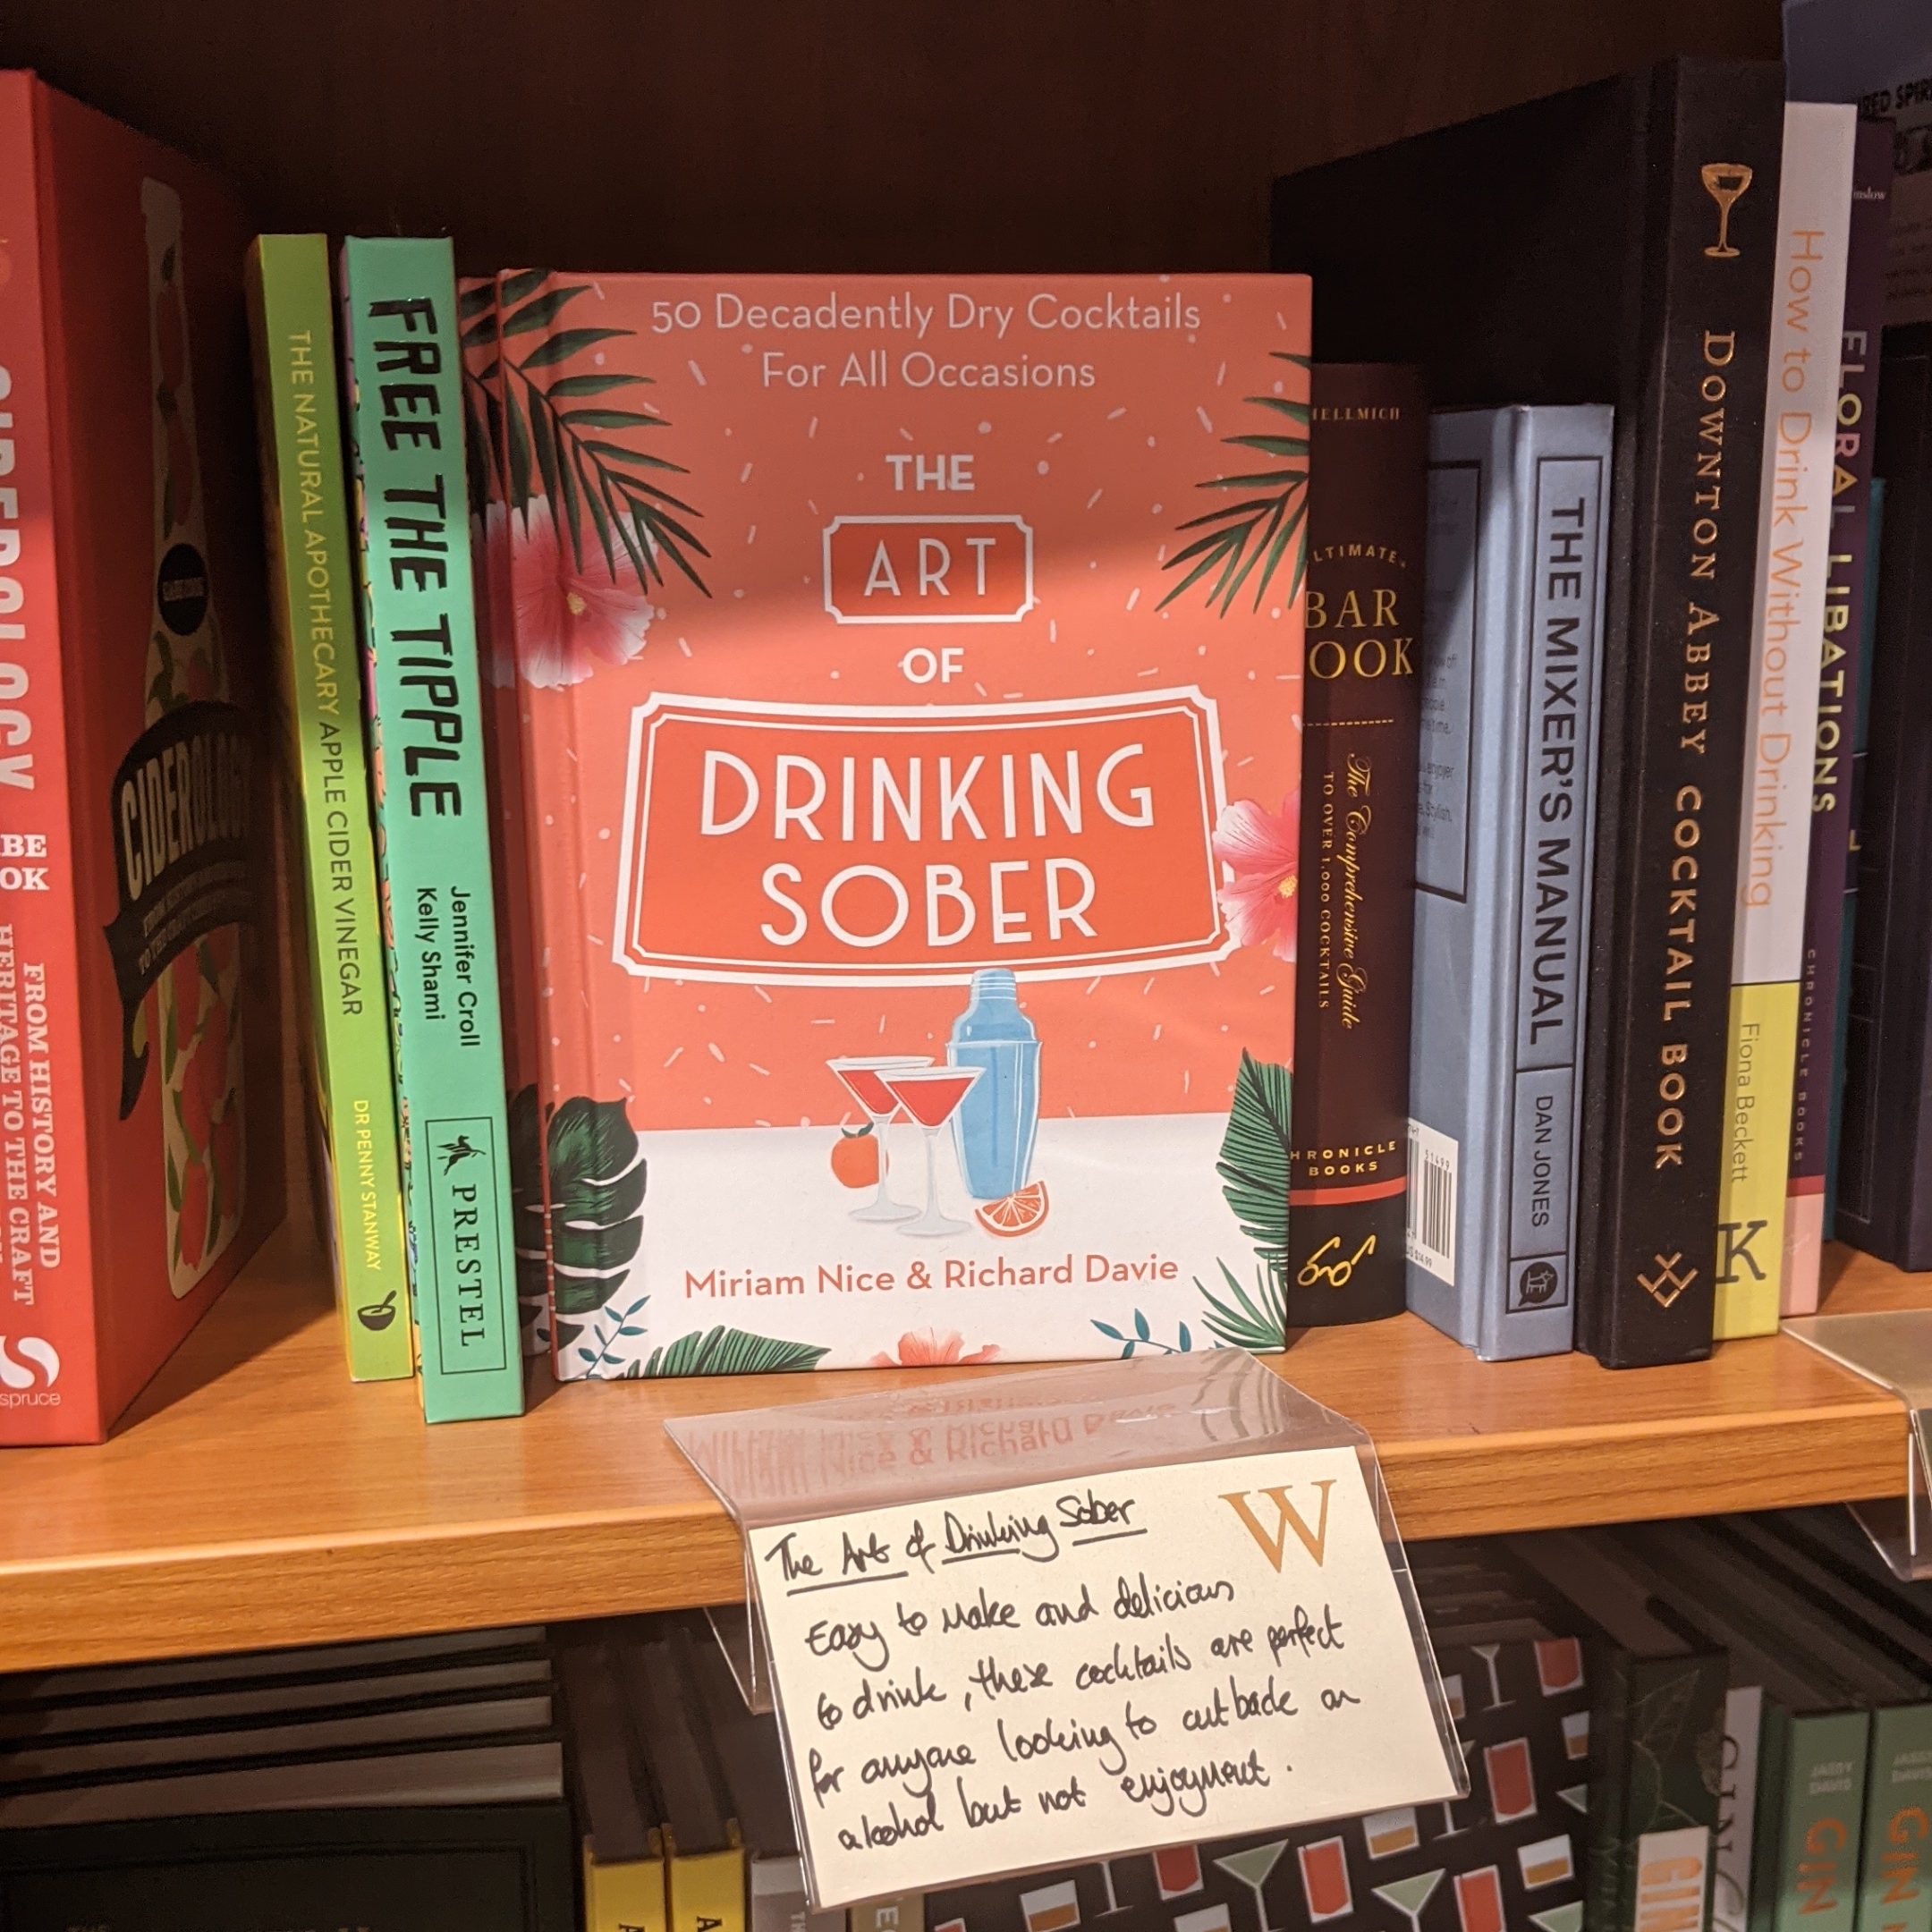 CIDEROLOGY
FROM HISTORY AND
HERITAGE TO THE CRAFT
spruce
CIDEROLOGY
THE NATURAL APOTHECARY APPLE CIDER VINEGAR
DR PENNY STANWAY
FREE THE TIPPLE
Jennifer Croll
Kelly Shami
PRESTEL
50 Decadently Dry Cocktails
For All Occasions
THE
ART
OF
DRINKING
SOBER
Miriam Nice & Richard Davie
HELLMICH
ULTIMATE
BAR
BOOK
The Comprehensive Guide
TO OVER 1,000 COCKTAILS
CHRONICLE
BOOKS
THE MIXER'S MANUAL
DAN JONES
DOWNTON ABBEY COCKTAIL BOOK
How to Drink Without Drinking
Fiona Beckett
K
FLORAL LIBATIONS
CHRONICLE BOOKS
W
The Art of Drinking Sober
Easy to make and delicious
to drink, these cocktails are perfect
for anyone looking to cut back on
alcohol but not enjoyment.
GIN
GIN